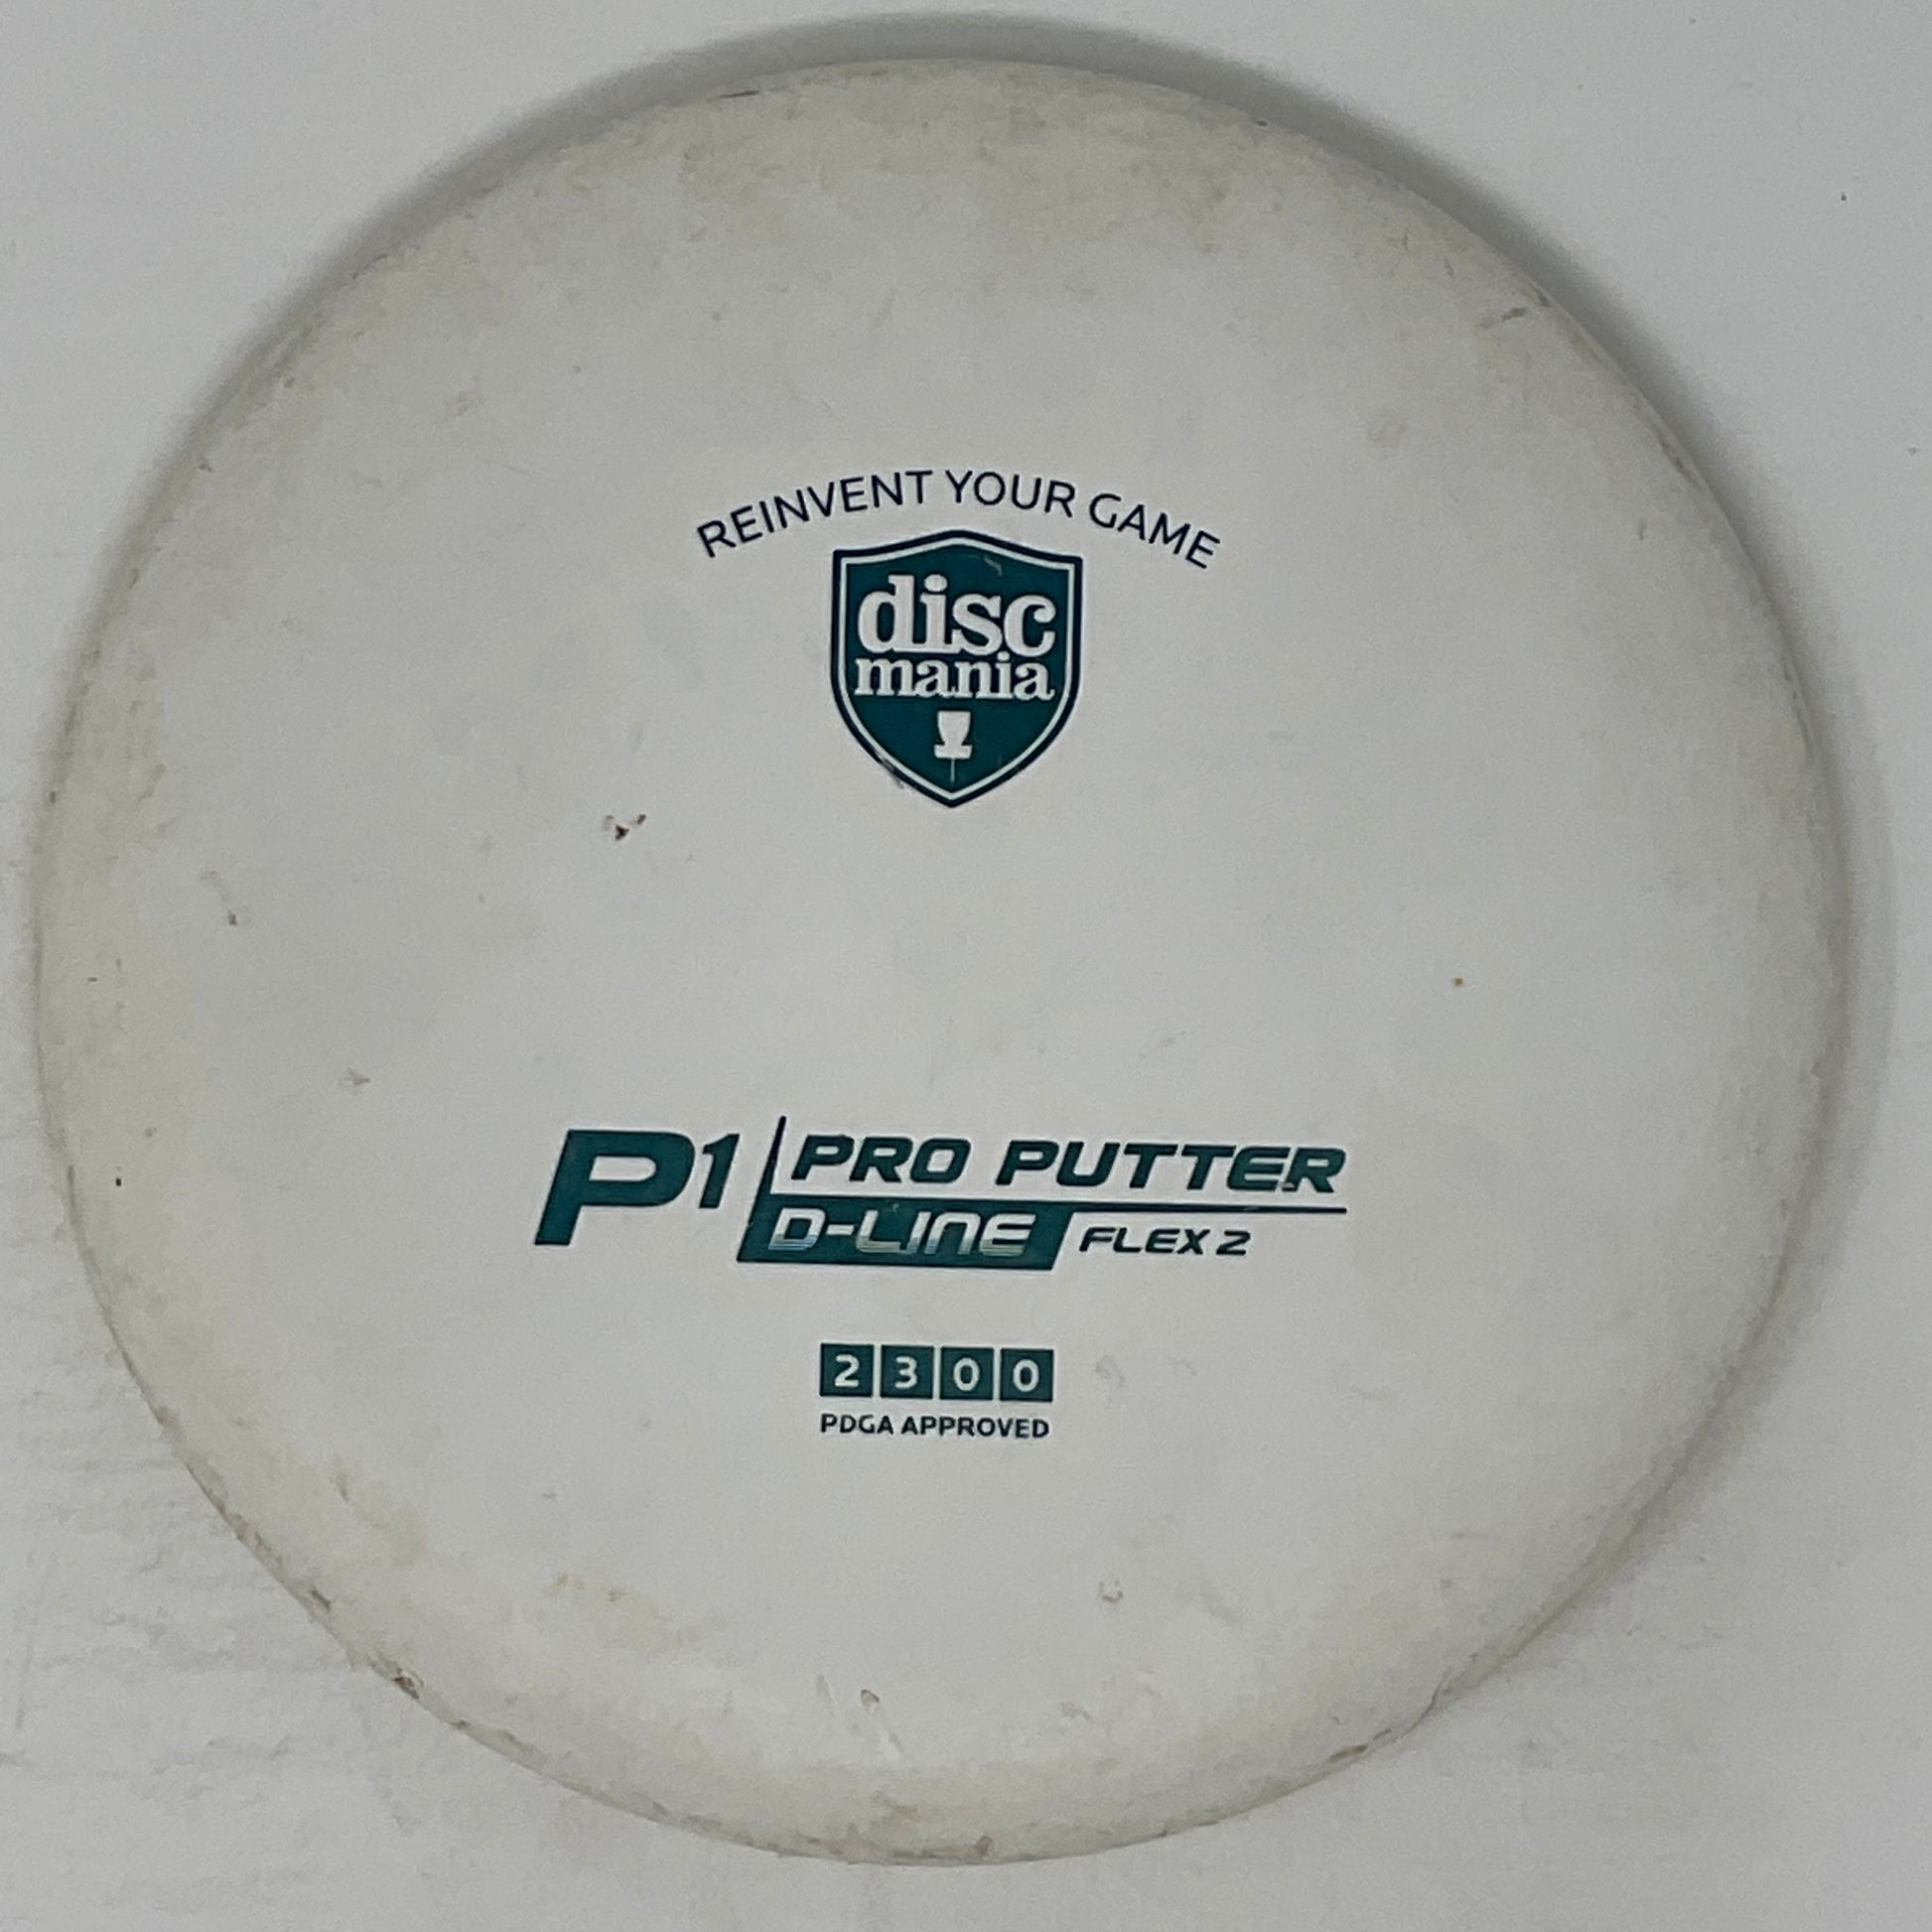 REINVENT YOUR GAME
disc
mania
P1 PRO PUTTER
D-LINE FLEX 2
2 3 0 0
PDGA APPROVED